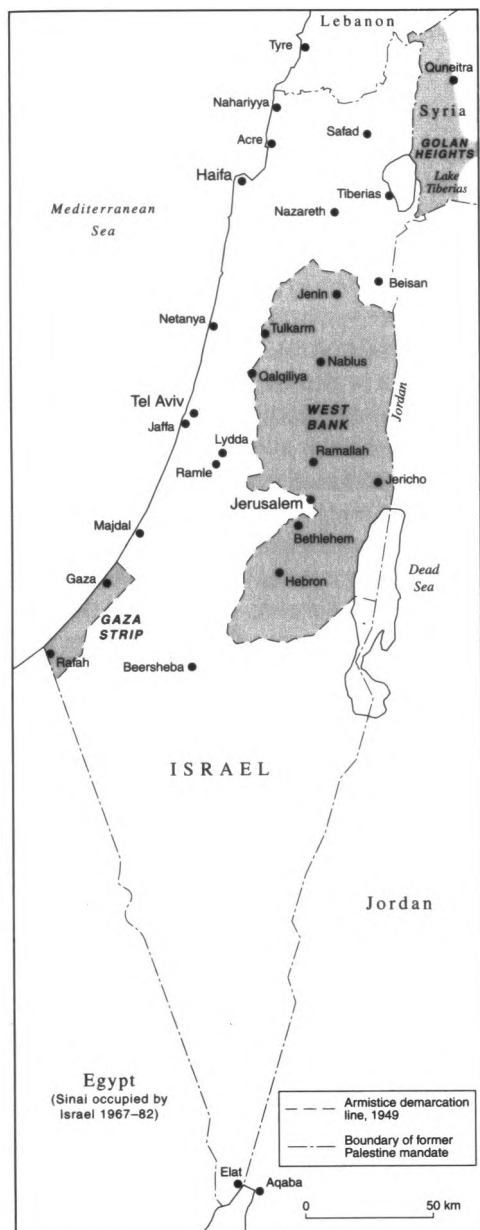 Lebanon
Tyre
Quneitra
Nahariyya
Syria
Safad
Acre
GOLAN
HEIGHTS
Haifa
Lake
Tiberias
Tiberias
Mediterranean
Sea
Nazareth
Beisan
Jenin
Netanya
Tulkarm
Nablus
Qalqiliya
Jordan
Tel Aviv
WEST
BANK
Jaffa
Lydda
Ramallah
Ramle
Jericho
Jerusalem
Majdal
Bethlehem
Dead
Sea
Gaza
Hebron
GAZA
STRIP
Rafah
Beersheba
ISRAEL
Jordan
Egypt
(Sinai occupied by
Israel 1967–82)
Armistice demarcation
line, 1949
Boundary of former
Palestine mandate
Elat
Aqaba
0 50 km